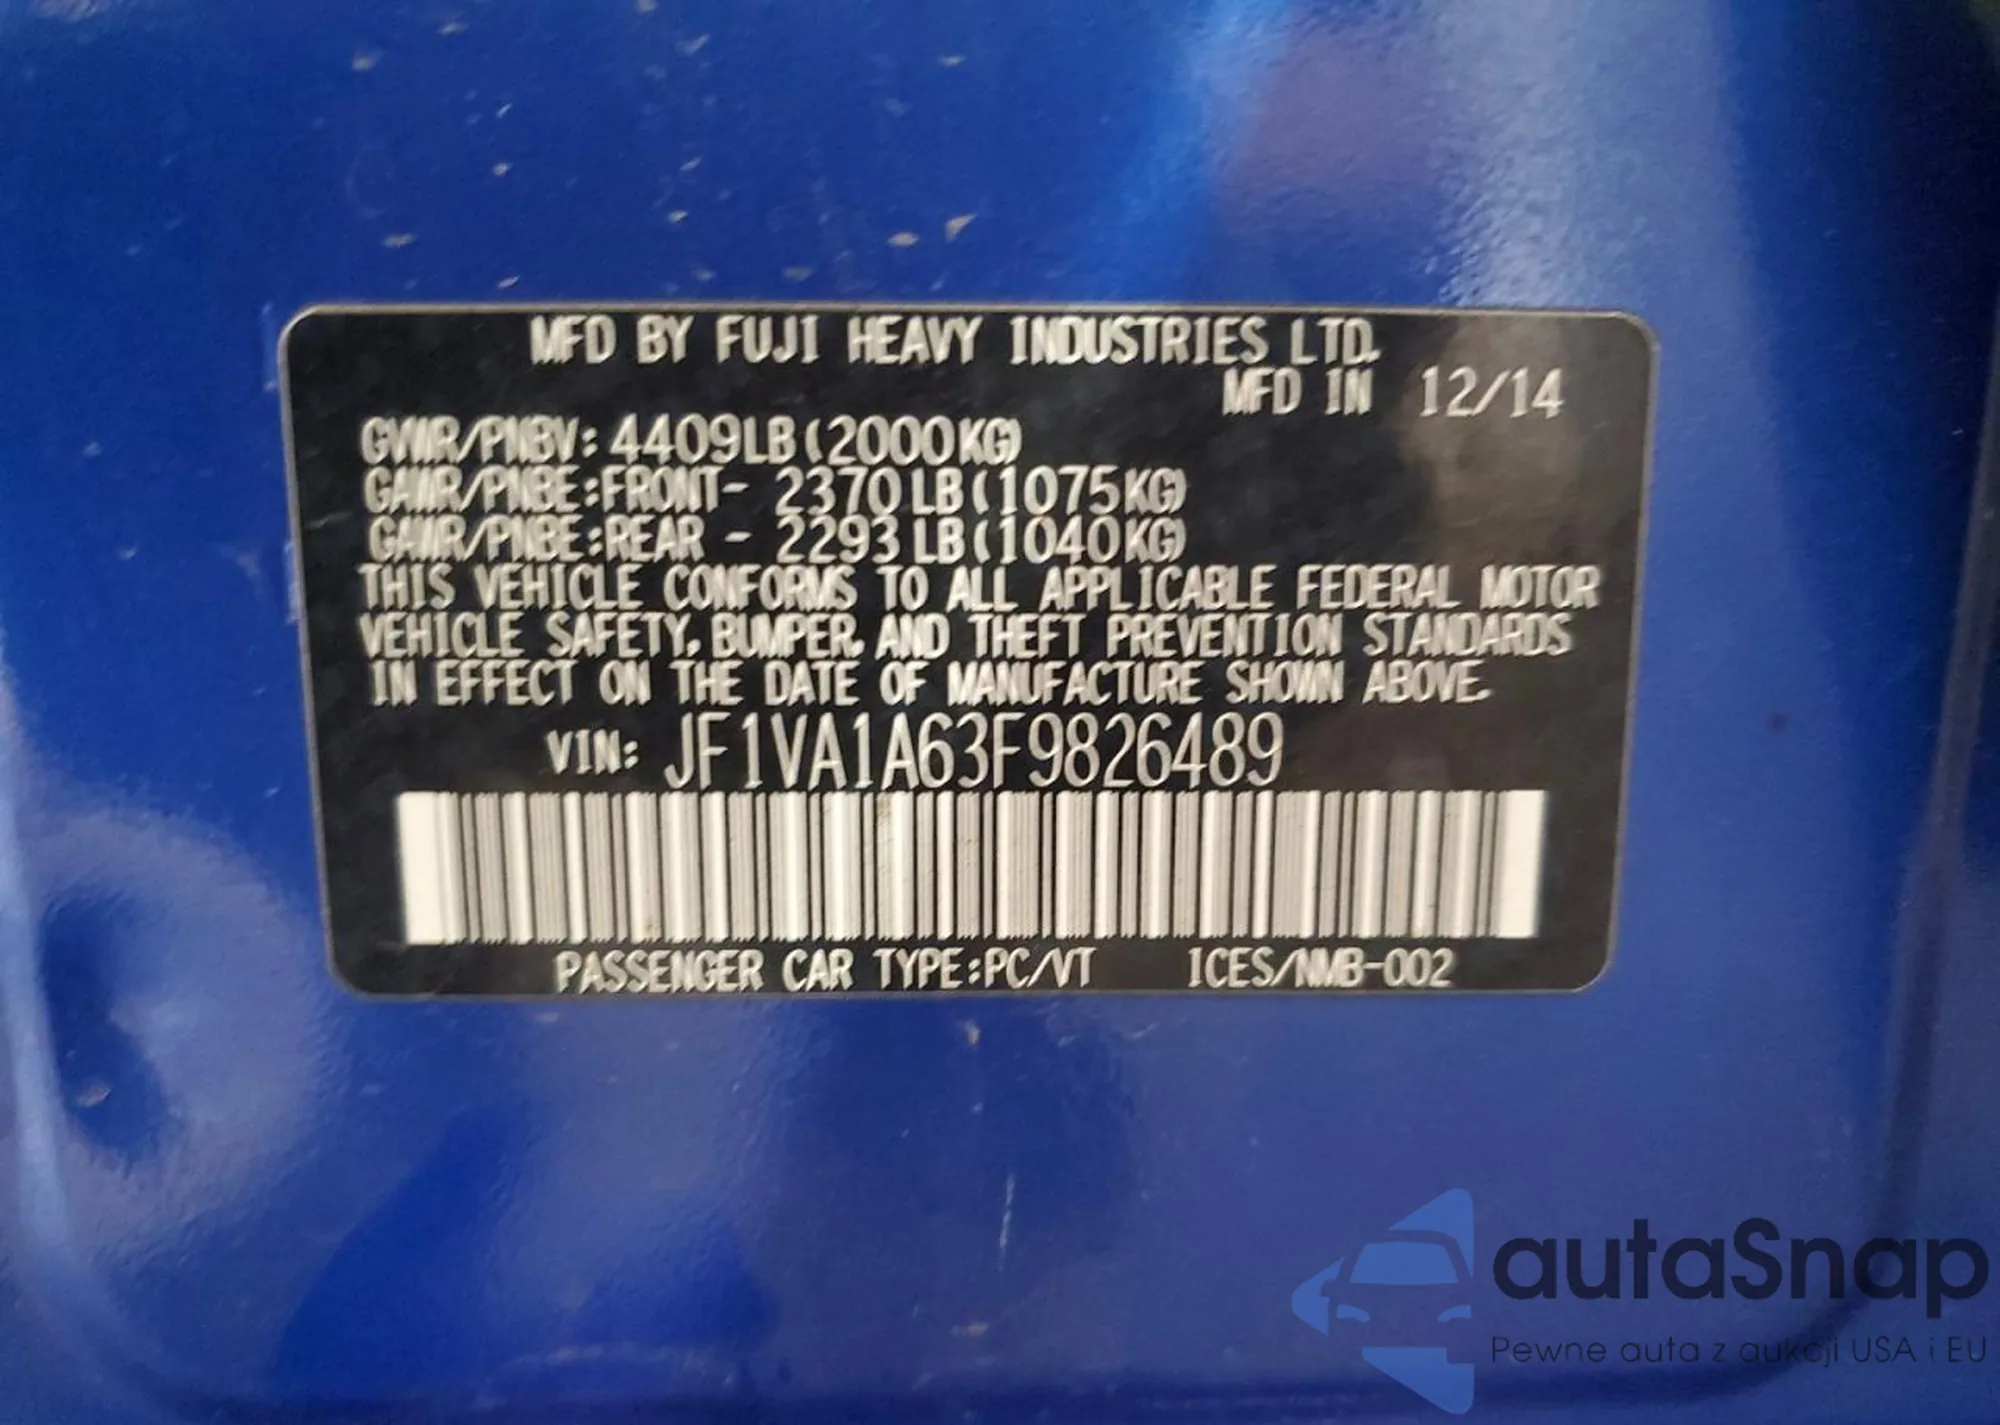 MFD BY FUJI HEAVY INDUSTRIES LTD.
MFD IN 12/14
GVWR/PNBV: 4409LB(2000KG)
GAWR/PNBE:FRONT- 2370LB(1075KG)
GAWR/PNBE:REAR - 2293LB(1040KG)
THIS VEHICLE CONFORMS TO ALL APPLICABLE FEDERAL MOTOR
VEHICLE SAFETY, BUMPER, AND THEFT PREVENTION STANDARDS
IN EFFECT ON THE DATE OF MANUFACTURE SHOWN ABOVE.
VIN: JF1VA1A63F9826489
PASSENGER CAR TYPE:PC/VT ICES/NMB-002
autaSnap
Pewne auta z aukcji USA i EU